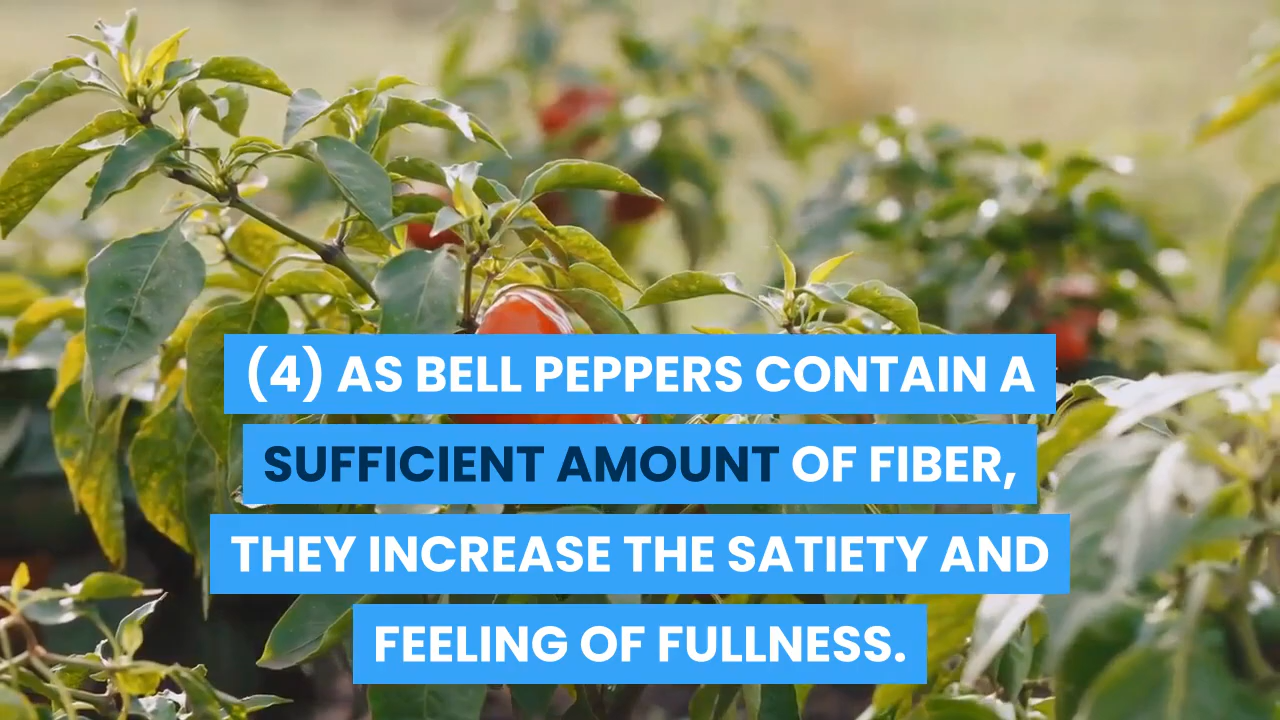 (4) AS BELL PEPPERS CONTAIN A
SUFFICIENT AMOUNT OF FIBER,
THEY INCREASE THE SATIETY AND
FEELING OF FULLNESS.